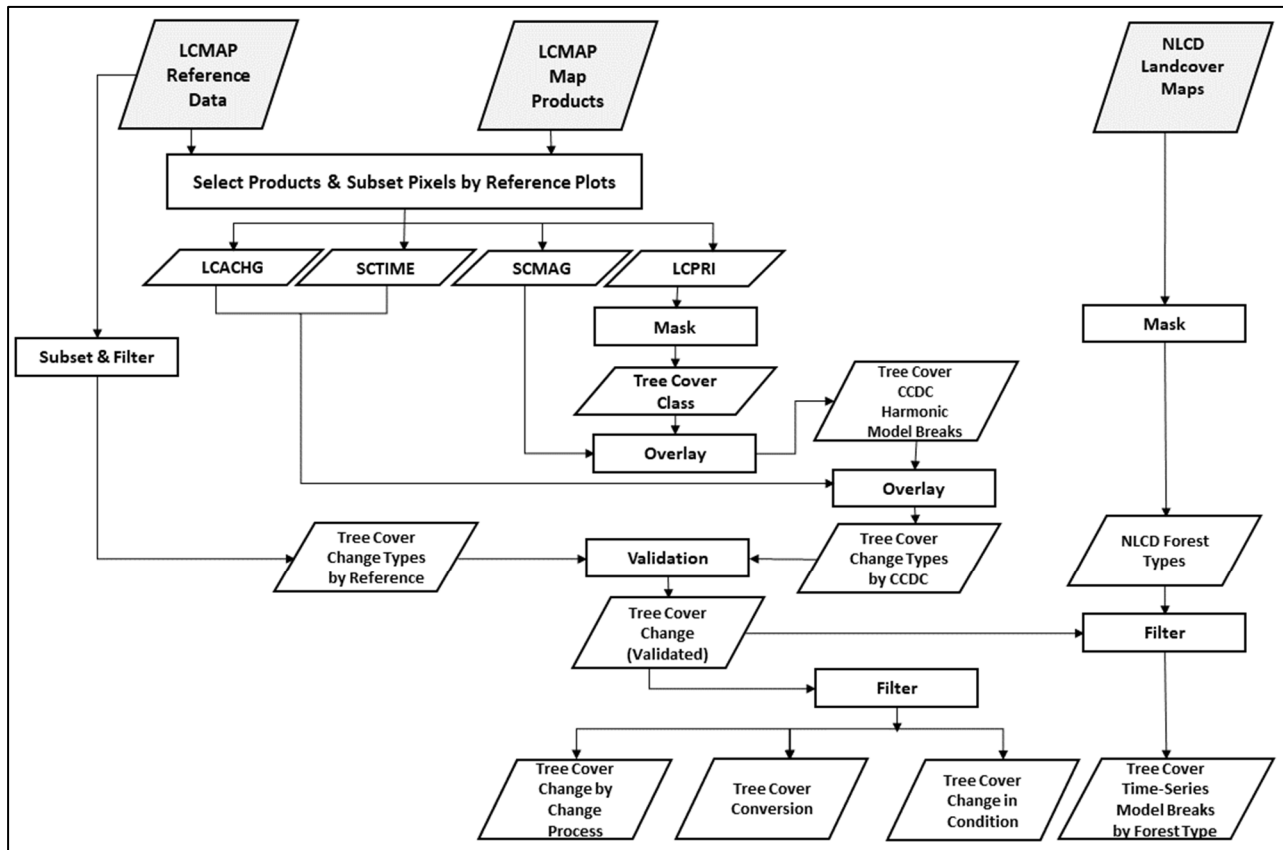 LCMAP
Reference
Data
LCMAP
Map
Products
NLCD
Landcover
Maps
Select Products & Subset Pixels by Reference Plots
LCACHG
SCTIME
SCMAG
LCPRI
Mask
Mask
Subset & Filter
Tree Cover
Class
Tree Cover
CCDC
Harmonic
Model Breaks
Overlay
Overlay
Tree Cover
Change Types
by Reference
Validation
Tree Cover
Change Types
by CCDC
NLCD Forest
Types
Tree Cover
Change
(Validated)
Filter
Filter
Tree Cover
Change by
Change
Process
Tree Cover
Conversion
Tree Cover
Change in
Condition
Tree Cover
Time-Series
Model Breaks
by Forest Type